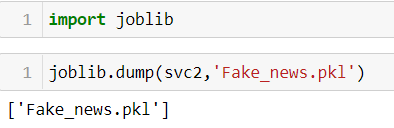 1 import joblib
1 joblib.dump(svc2,'Fake_news.pkl')
['Fake_news.pkl']